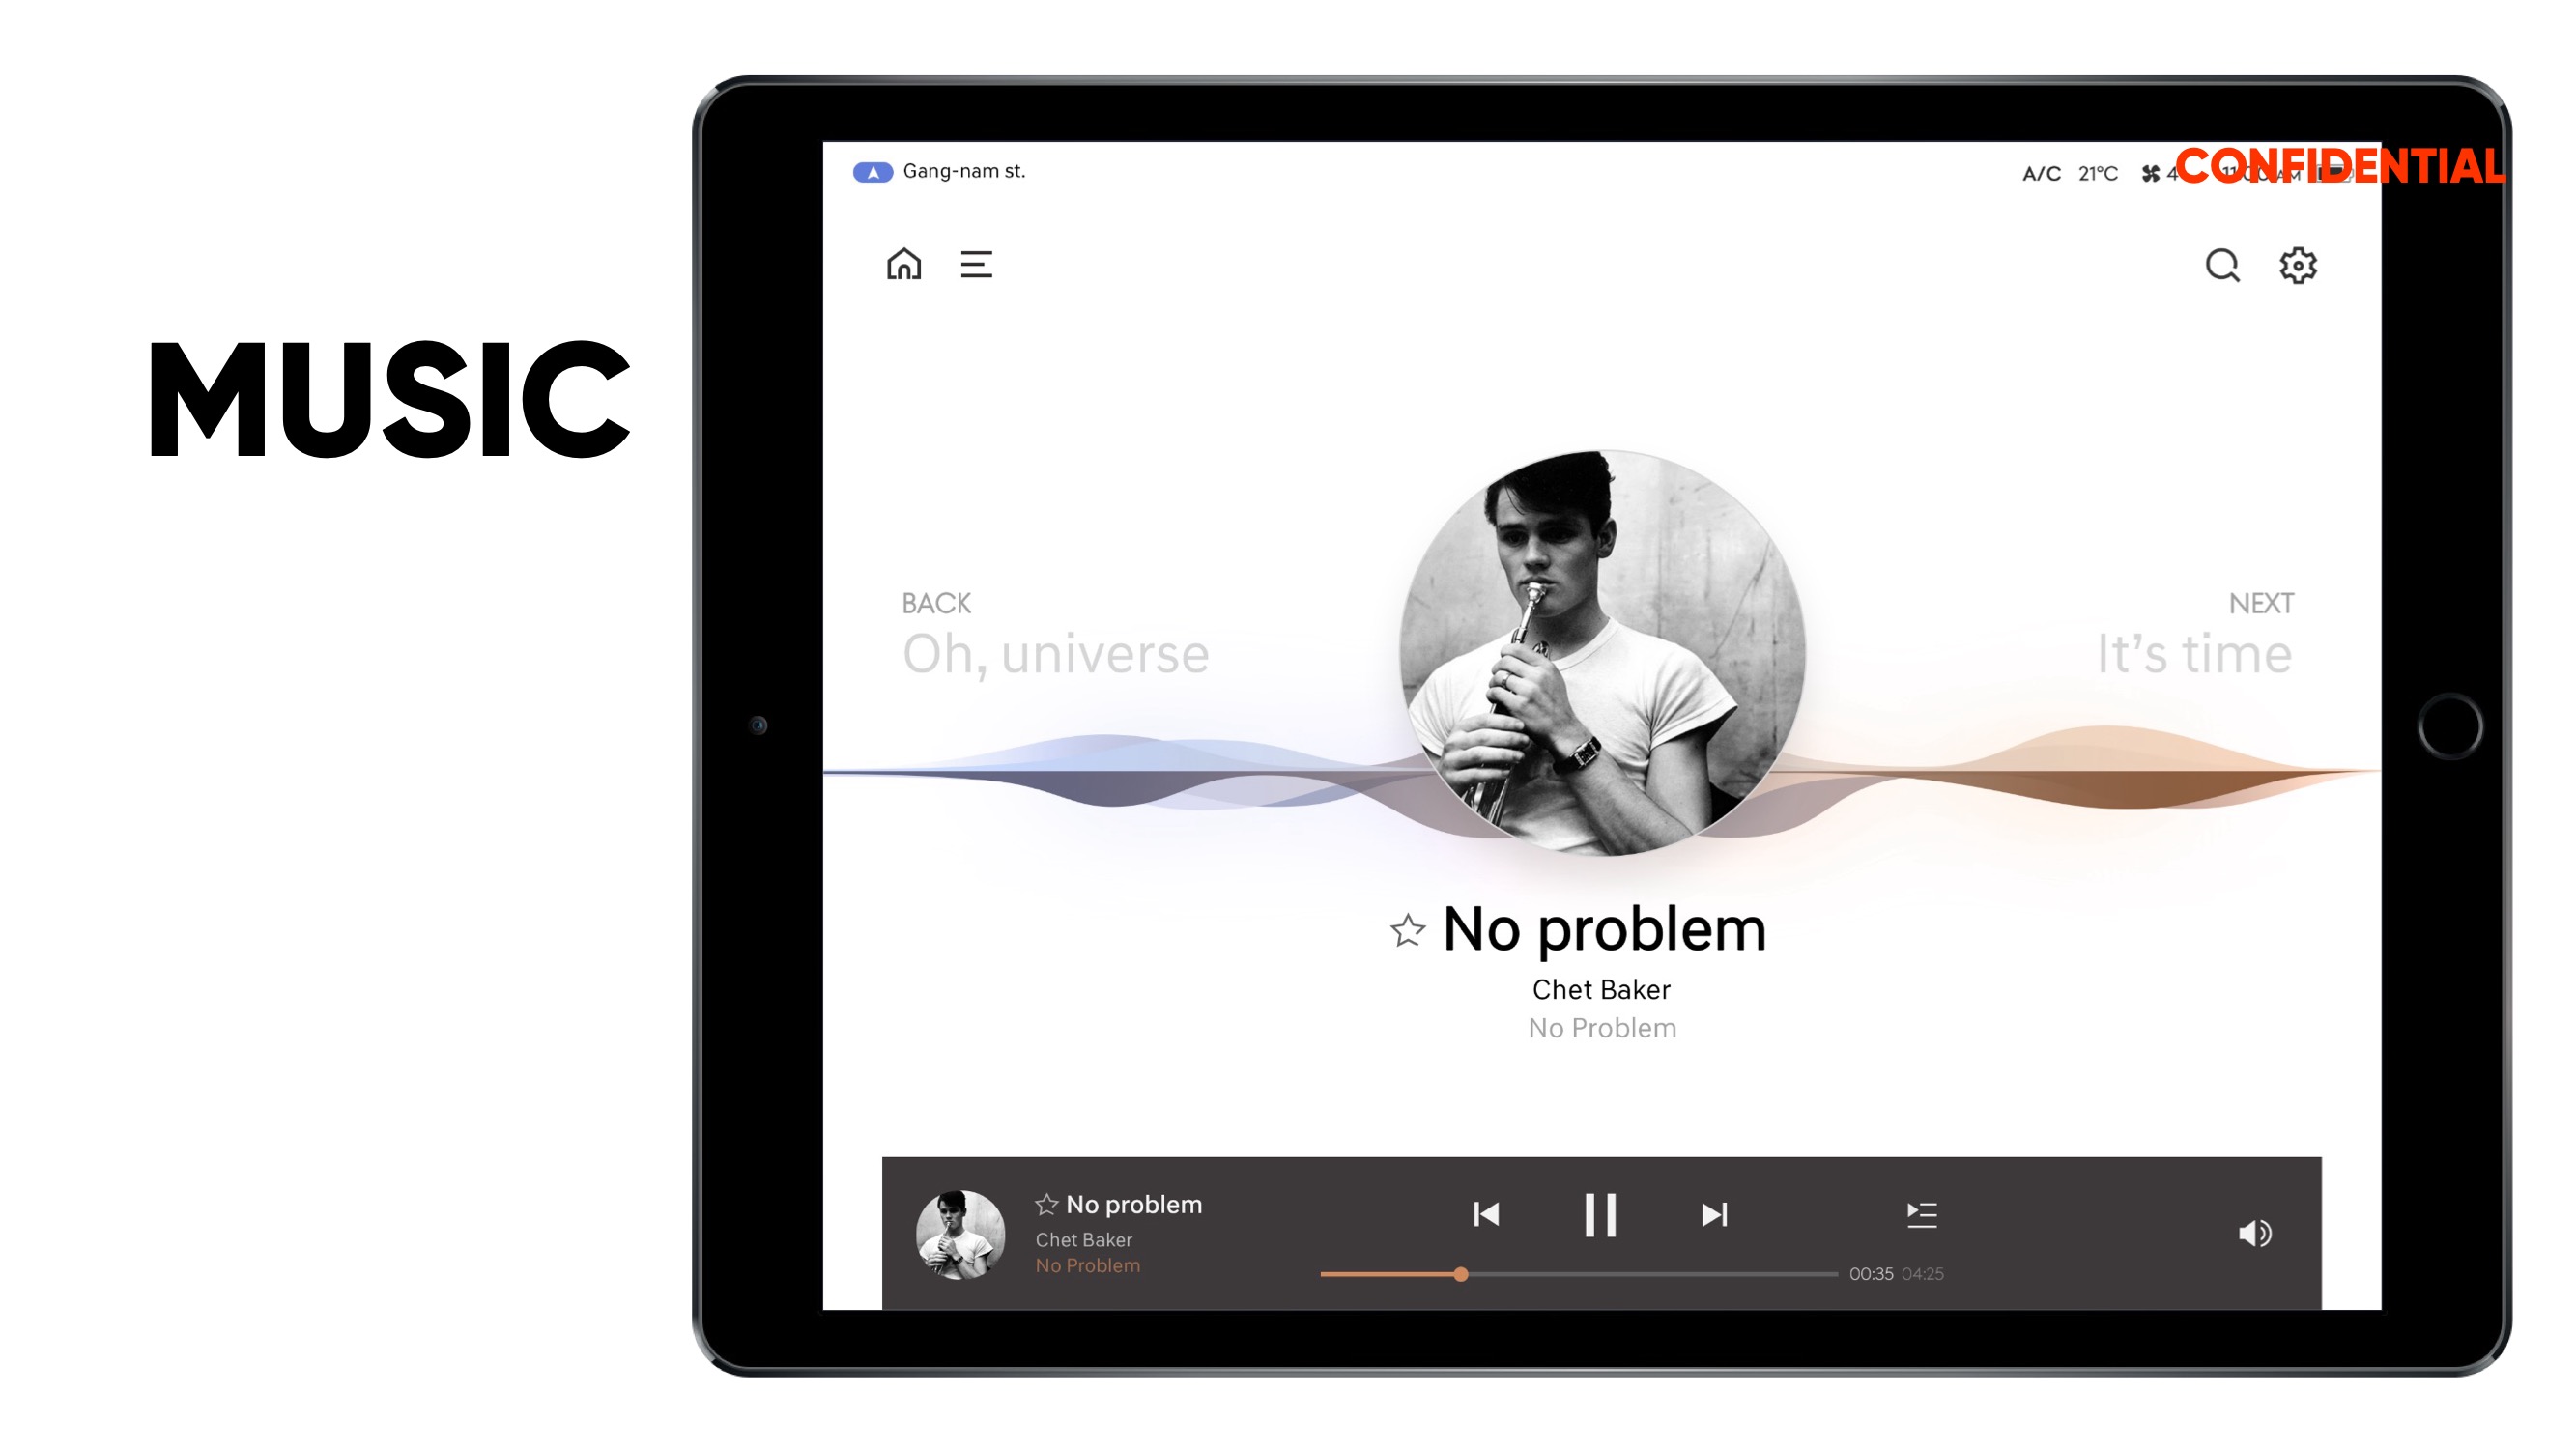 MUSIC
Gang-nam st.
A/C 21°C 4
CONFIDENTIAL
BACK
Oh, universe
NEXT
It's time
No problem
Chet Baker
No Problem
No problem
Chet Baker
No Problem
00:35 04:25